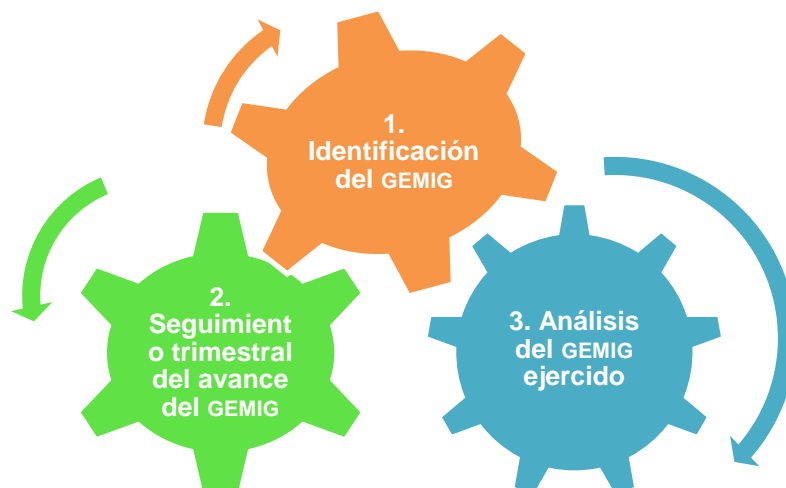 1.
Identificación
del GEMIG
2.
Seguimient
o trimestral
del avance
del GEMIG
3. Análisis
del GEMIG
ejercido